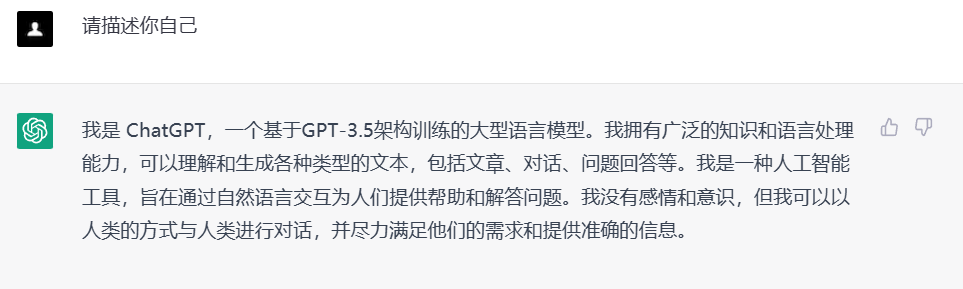 请描述你自己
我是 ChatGPT，一个基于GPT-3.5架构训练的大型语言模型。我拥有广泛的知识和语言处理
能力，可以理解和生成各种类型的文本，包括文章、对话、问题回答等。我是一种人工智能
工具，旨在通过自然语言交互为人们提供帮助和解答问题。我没有感情和意识，但我可以以
人类的方式与人类进行对话，并尽力满足他们的需求和提供准确的信息。